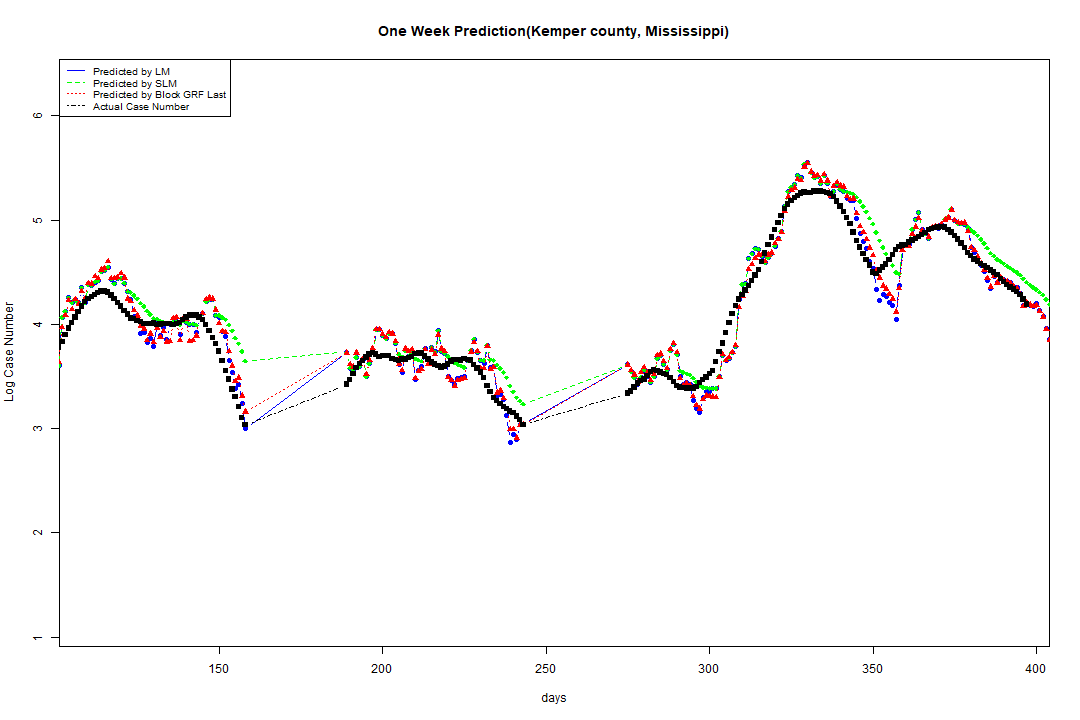 One Week Prediction(Kemper county, Mississippi)
Predicted by LM
Predicted by SLM
Predicted by Block GRF Last
Actual Case Number
Log Case Number
6
5
4
3
2
1
150 200 250 300 350 400
days